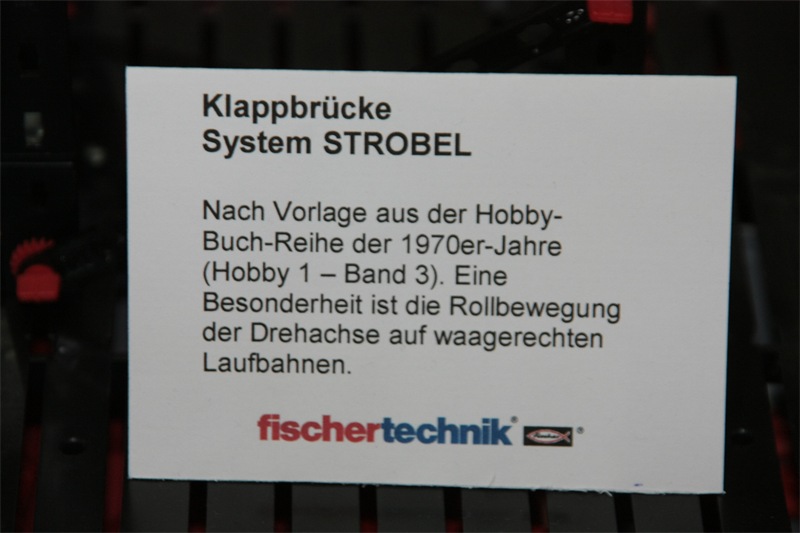 Klappbrücke
System STROBEL
Nach Vorlage aus der Hobby-
Buch-Reihe der 1970er-Jahre
(Hobby 1 – Band 3). Eine
Besonderheit ist die Rollbewegung
der Drehachse auf waagerechten
Laufbahnen.
fischertechnik® fischer®